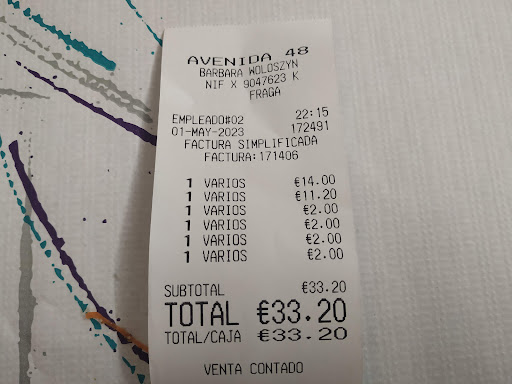 AVENIDA 48
BARBARA WOLOSZYN
NIF X 9047623 K
FRAGA
EMPLEADO#02 22:15
01-MAY-2023 172491
FACTURA SIMPLIFICADA
FACTURA:171406
1 VARIOS €14.00
1 VARIOS €11.20
1 VARIOS €2.00
1 VARIOS €2.00
1 VARIOS €2.00
1 VARIOS €2.00
SUBTOTAL €33.20
TOTAL €33.20
TOTAL/CAJA €33.20
VENTA CONTADO